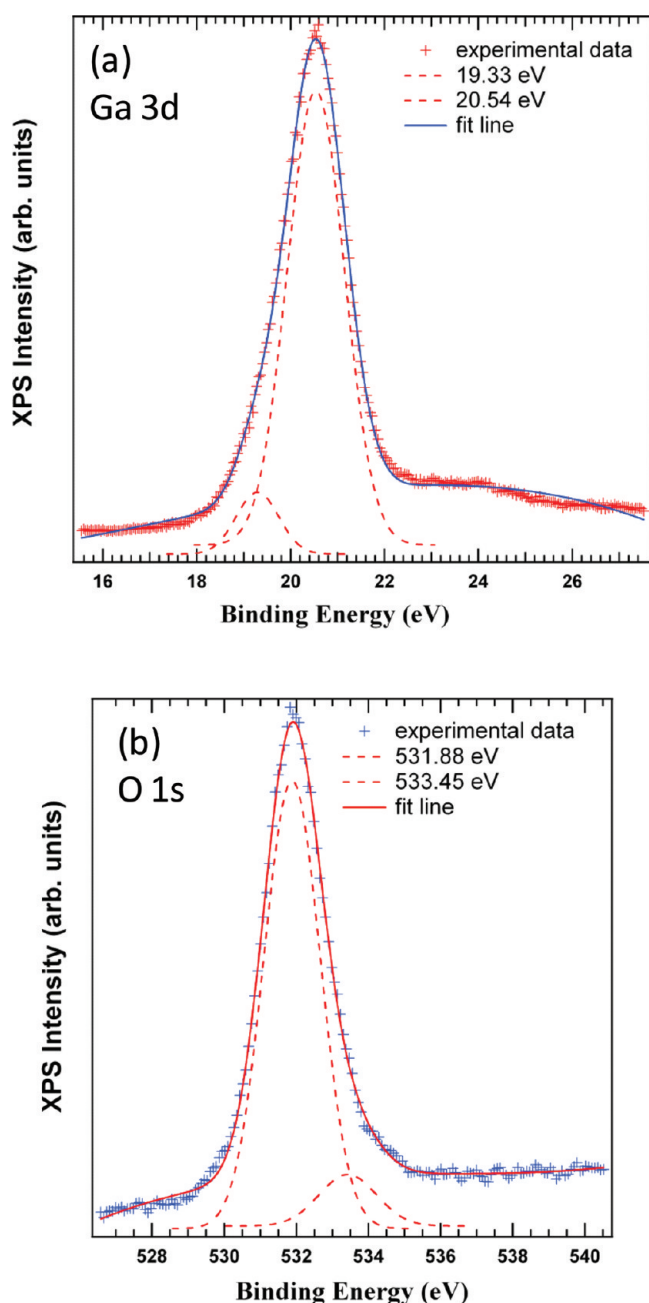 (a)
Ga 3d
experimental data
19.33 eV
20.54 eV
fit line
XPS Intensity (arb. units)
16 18 20 22 24 26
Binding Energy (eV)
(b)
O 1s
experimental data
531.88 eV
533.45 eV
fit line
XPS Intensity (arb. units)
528 530 532 534 536 538 540
Binding Energy (eV)